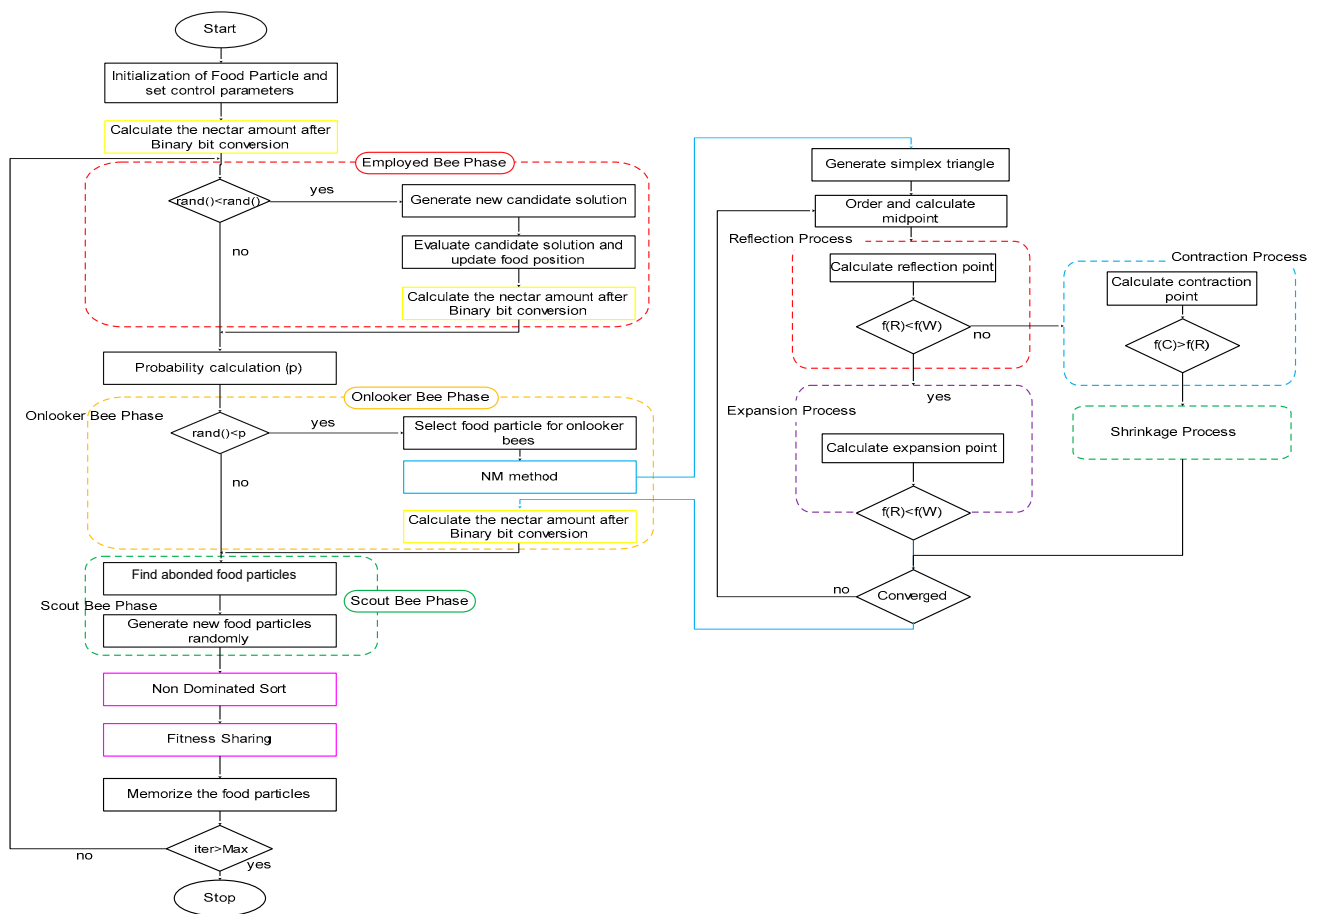 Start
Initialization of Food Particle and
set control parameters
Calculate the nectar amount after
Binary bit conversion
Employed Bee Phase
rand()<rand()
yes
no
Generate new candidate solution
Evaluate candidate solution and
update food position
Calculate the nectar amount after
Binary bit conversion
Probability calculation (p)
Onlooker Bee Phase
Onlooker Bee Phase
rand()<p
yes
no
Select food particle for onlooker
bees
NM method
Calculate the nectar amount after
Binary bit conversion
Find abonded food particles
Scout Bee Phase
Scout Bee Phase
Generate new food particles
randomly
Non Dominated Sort
Fitness Sharing
Memorize the food particles
iter>Max
no
yes
Stop
Generate simplex triangle
Order and calculate
midpoint
Reflection Process
Calculate reflection point
f(R)<f(W)
no
yes
Contraction Process
Calculate contraction
point
f(C)>f(R)
Shrinkage Process
Expansion Process
Calculate expansion point
f(R)<f(W)
Converged
no